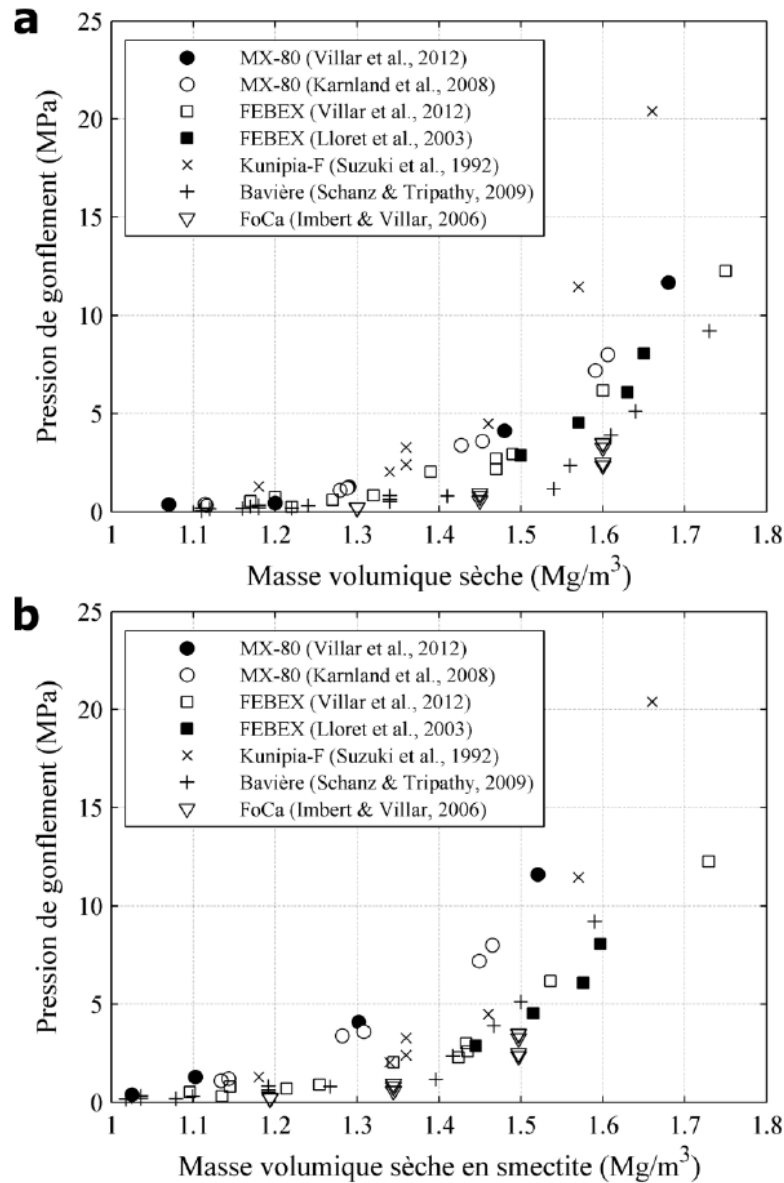 a
25
20
15
10
5
0
Pression de gonflement (MPa)
MX-80 (Villar et al., 2012)
MX-80 (Karnland et al., 2008)
FEBEX (Villar et al., 2012)
FEBEX (Lloret et al., 2003)
Kunipia-F (Suzuki et al., 1992)
Bavière (Schanz & Tripathy, 2009)
FoCa (Imbert & Villar, 2006)
1 1.1 1.2 1.3 1.4 1.5 1.6 1.7 1.8
Masse volumique sèche (Mg/m³)
b
25
20
15
10
5
0
Pression de gonflement (MPa)
MX-80 (Villar et al., 2012)
MX-80 (Karnland et al., 2008)
FEBEX (Villar et al., 2012)
FEBEX (Lloret et al., 2003)
Kunipia-F (Suzuki et al., 1992)
Bavière (Schanz & Tripathy, 2009)
FoCa (Imbert & Villar, 2006)
1 1.1 1.2 1.3 1.4 1.5 1.6 1.7 1.8
Masse volumique sèche en smectite (Mg/m³)